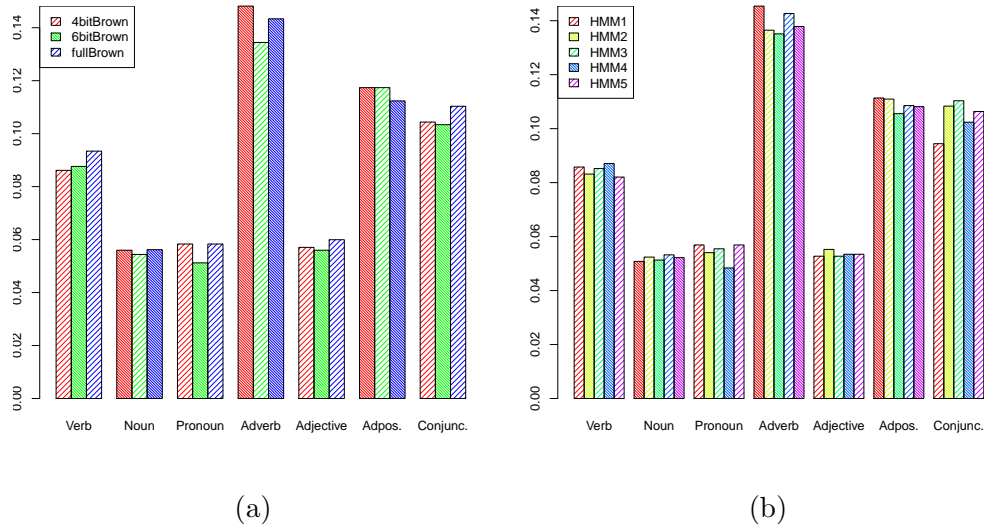 4bitBrown
6bitBrown
fullBrown
0.14
0.12
0.10
0.08
0.06
0.04
0.02
0.00
Verb Noun Pronoun Adverb Adjective Adpos. Conjunc.
(a)
HMM1
HMM2
HMM3
HMM4
HMM5
0.14
0.12
0.10
0.08
0.06
0.04
0.02
0.00
Verb Noun Pronoun Adverb Adjective Adpos. Conjunc.
(b)